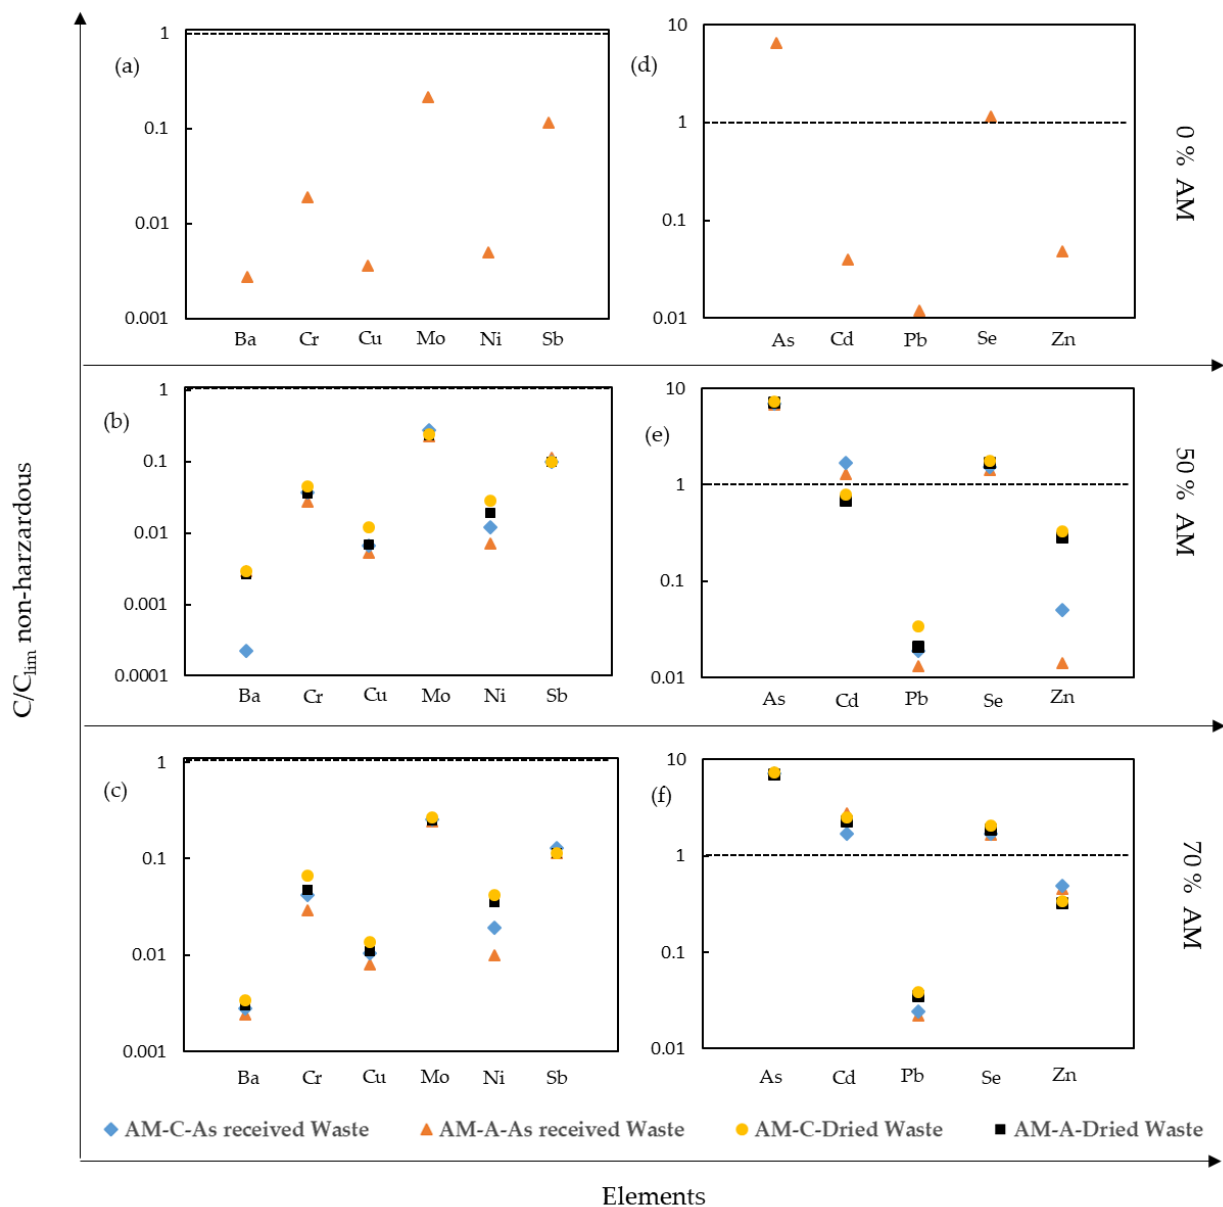 (a)
1
0.1
0.01
0.001
Ba Cr Cu Mo Ni Sb
(d)
10
1
0.1
0.01
As Cd Pb Se Zn
0 % AM
(b)
1
0.1
0.01
0.001
0.0001
Ba Cr Cu Mo Ni Sb
(e)
10
1
0.1
0.01
As Cd Pb Se Zn
50 % AM
C/Clim non-harzardous
(c)
1
0.1
0.01
0.001
Ba Cr Cu Mo Ni Sb
(f)
10
1
0.1
0.01
As Cd Pb Se Zn
70 % AM
AM-C-As received Waste AM-A-As received Waste AM-C-Dried Waste AM-A-Dried Waste
Elements